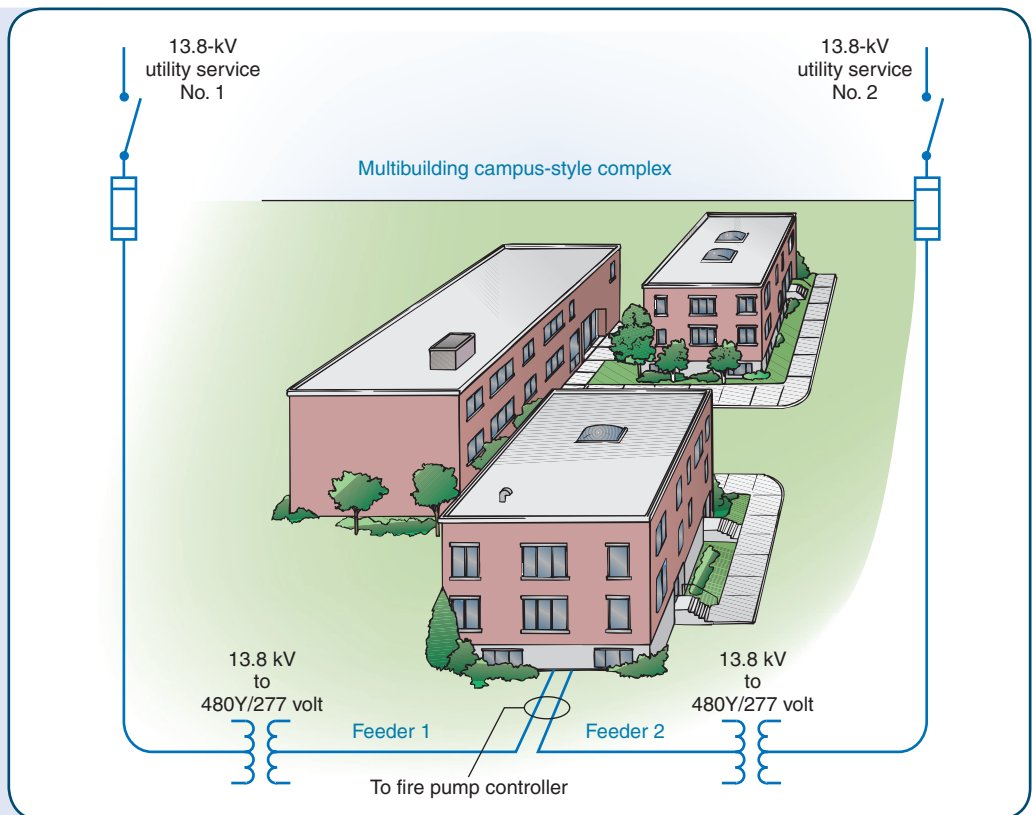 13.8-kV
utility service
No. 1
13.8-kV
utility service
No. 2
Multibuilding campus-style complex
13.8 kV
to
480Y/277 volt
13.8 kV
to
480Y/277 volt
Feeder 1
Feeder 2
To fire pump controller